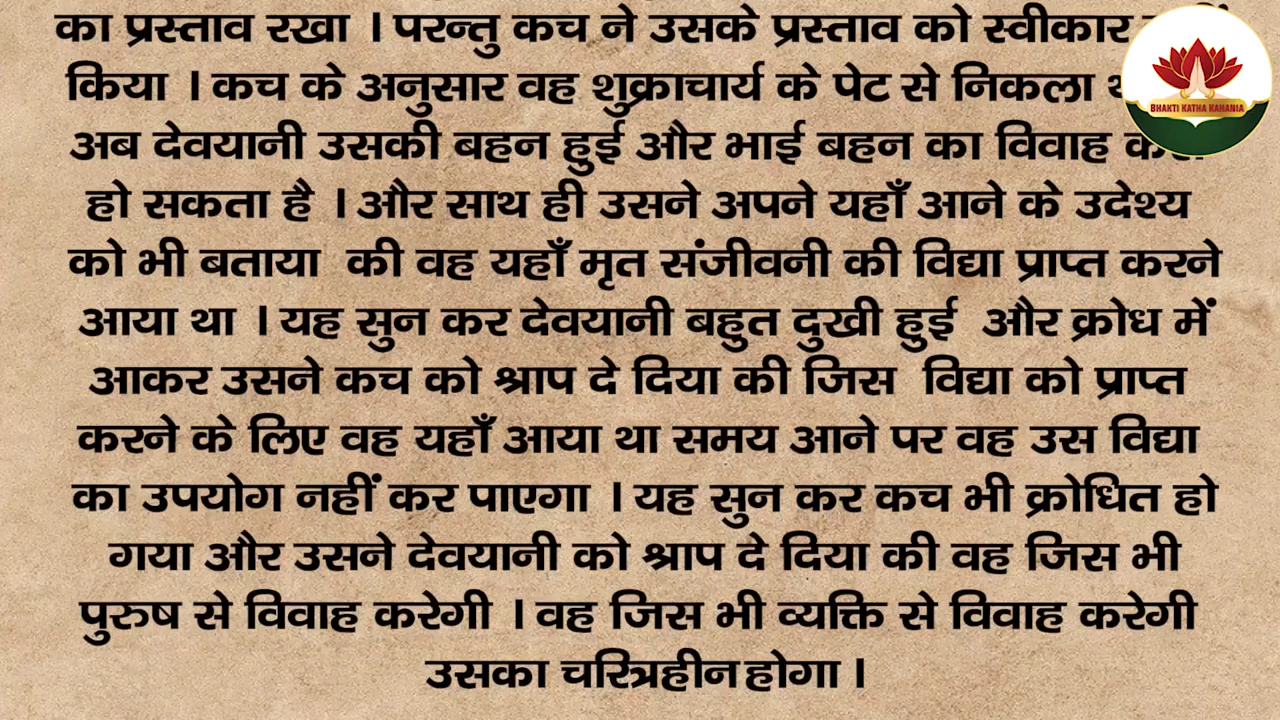 का प्रस्ताव रखा । परन्तु कच ने उसके प्रस्ताव को स्वीकार
किया । कच के अनुसार वह शुक्राचार्य के पेट से निकला
BHAKTI KATHA KAHANIA
अब देवयानी उसकी बहन हुई और भाई बहन का विवाह
हो सकता है । और साथ ही उसने अपने यहाँ आने के उदेश्य
को भी बताया की वह यहाँ मृत संजीवनी की विद्या प्राप्त करने
आया था । यह सुन कर देवयानी बहुत दुखी हुई और क्रोध में
आकर उसने कच को श्राप दे दिया की जिस विद्या को प्राप्त
करने के लिए वह यहाँ आया था समय आने पर वह उस विद्या
का उपयोग नहीं कर पाएगा । यह सुन कर कच भी क्रोधित हो
गया और उसने देवयानी को श्राप दे दिया की वह जिस भी
पुरुष से विवाह करेगी । वह जिस भी व्यक्ति से विवाह करेगी
उसका चरित्रहीन होगा ।